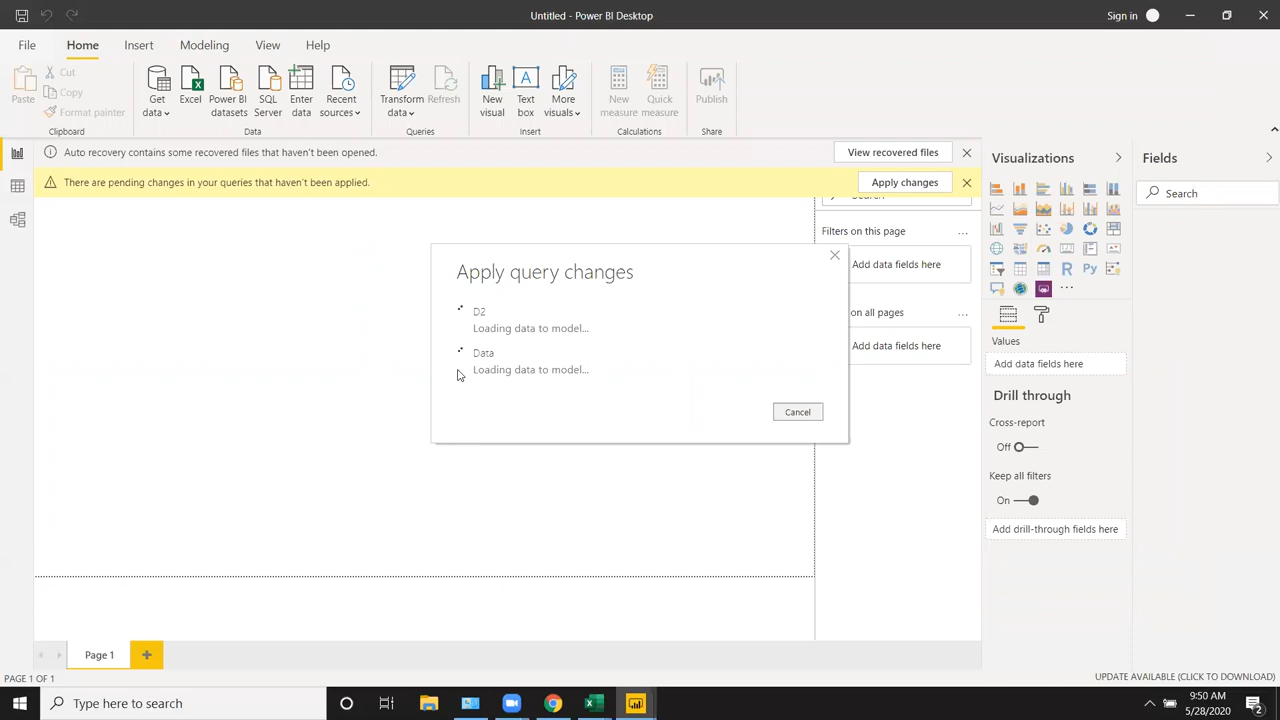 Untitled - Power BI Desktop
Sign in
File
Home
Insert
Modeling
View
Help
Paste
Cut
Copy
Format painter
Clipboard
Get data
Excel
Power BI datasets
SQL Server
Enter data
Recent sources
Data
Transform data
Refresh
Queries
New visual
Text box
More visuals
Insert
New measure
Quick measure
Calculations
Publish
Share
Auto recovery contains some recovered files that haven't been opened.
View recovered files
There are pending changes in your queries that haven't been applied.
Apply changes
Filters on this page
...
Add data fields here
on all pages
...
Add data fields here
Apply query changes
D2
Loading data to model...
Data
Loading data to model...
Cancel
Visualizations
R
Py
...
Values
Add data fields here
Drill through
Cross-report
Off
Keep all filters
On
Add drill-through fields here
Fields
Search
Page 1
PAGE 1 OF 1
UPDATE AVAILABLE (CLICK TO DOWNLOAD)
Type here to search
9:50 AM
5/28/2020
2